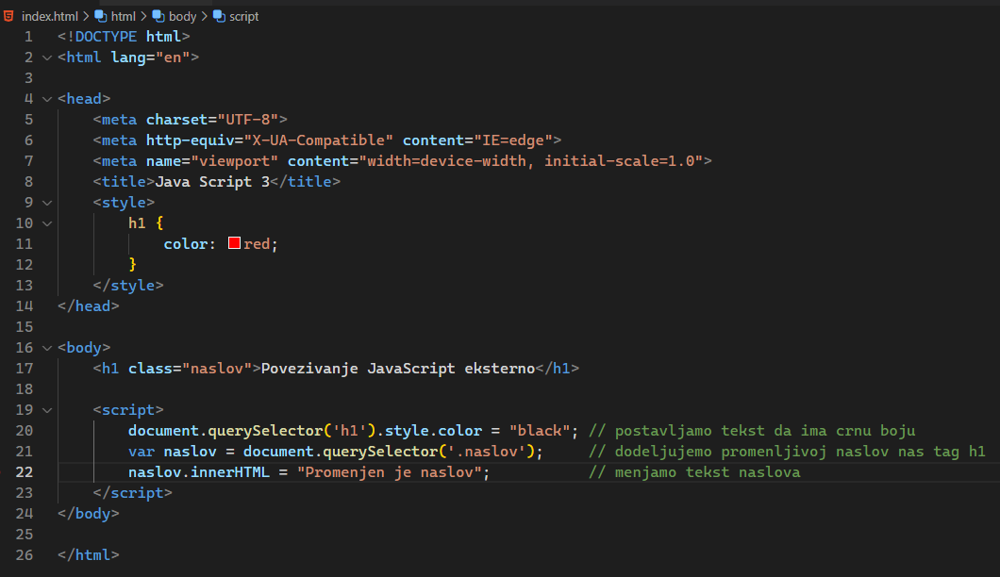 index.html > html > body > script
1 <!DOCTYPE html>
2 <html lang="en">
3
4 <head>
5     <meta charset="UTF-8">
6     <meta http-equiv="X-UA-Compatible" content="IE=edge">
7     <meta name="viewport" content="width=device-width, initial-scale=1.0">
8     <title>Java Script 3</title>
9     <style>
10         h1 {
11             color: red;
12         }
13     </style>
14 </head>
15
16 <body>
17     <h1 class="naslov">Povezivanje JavaScript eksterno</h1>
18
19     <script>
20         document.querySelector('h1').style.color = "black"; // postavljamo tekst da ima crnu boju
21         var naslov = document.querySelector('.naslov');     // dodeljujemo promenljivoj naslov nas tag h1
22         naslov.innerHTML = "Promenjen je naslov";           // menjamo tekst naslova
23     </script>
24 </body>
25
26 </html>